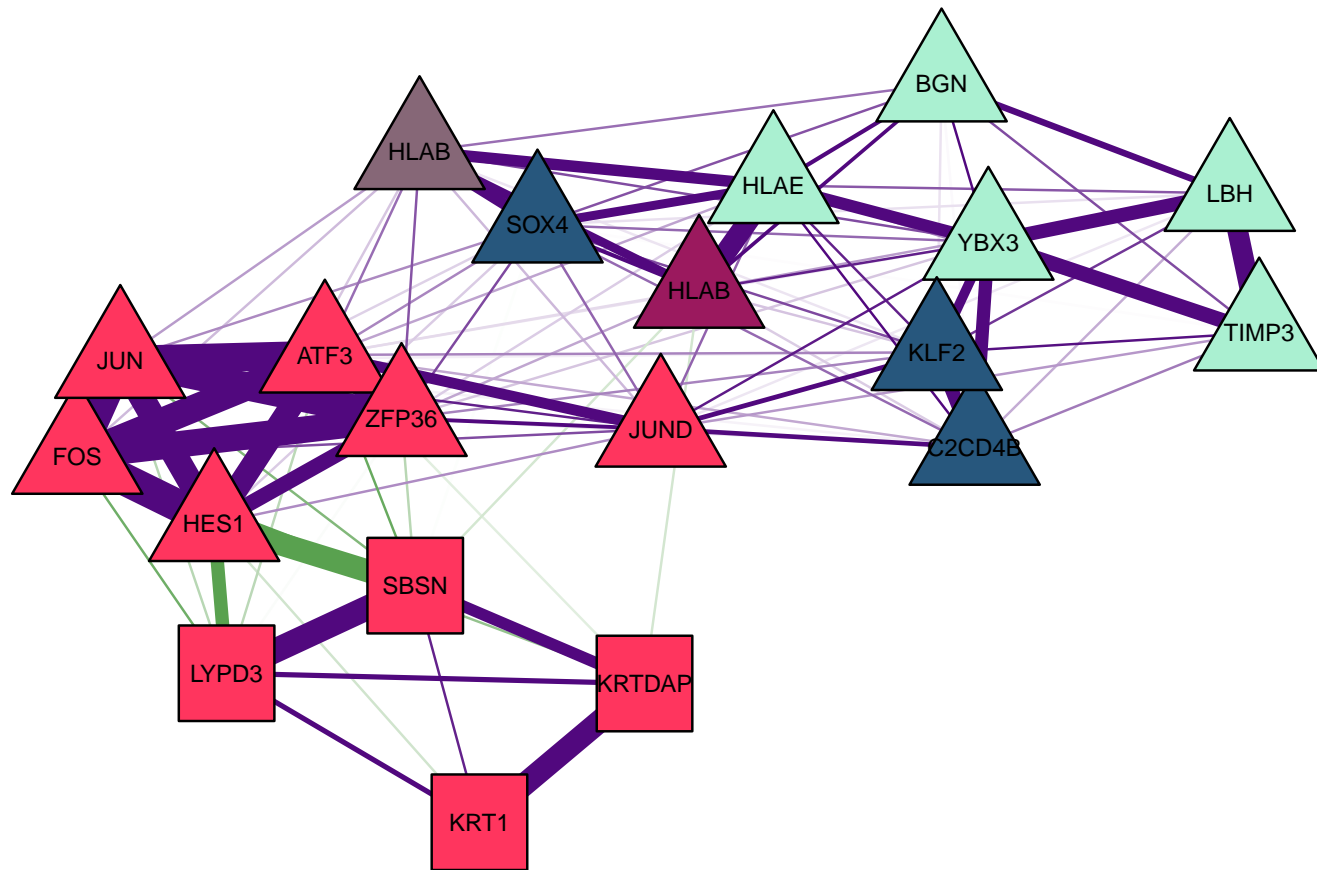 BGN
HLAB
HLAE
LBH
SOX4
YBX3
HLAB
TIMP3
KLF2
ATF3
JUN
ZFP36
JUND
C2CD4B
FOS
HES1
SBSN
LYPD3
KRTDAP
KRT1